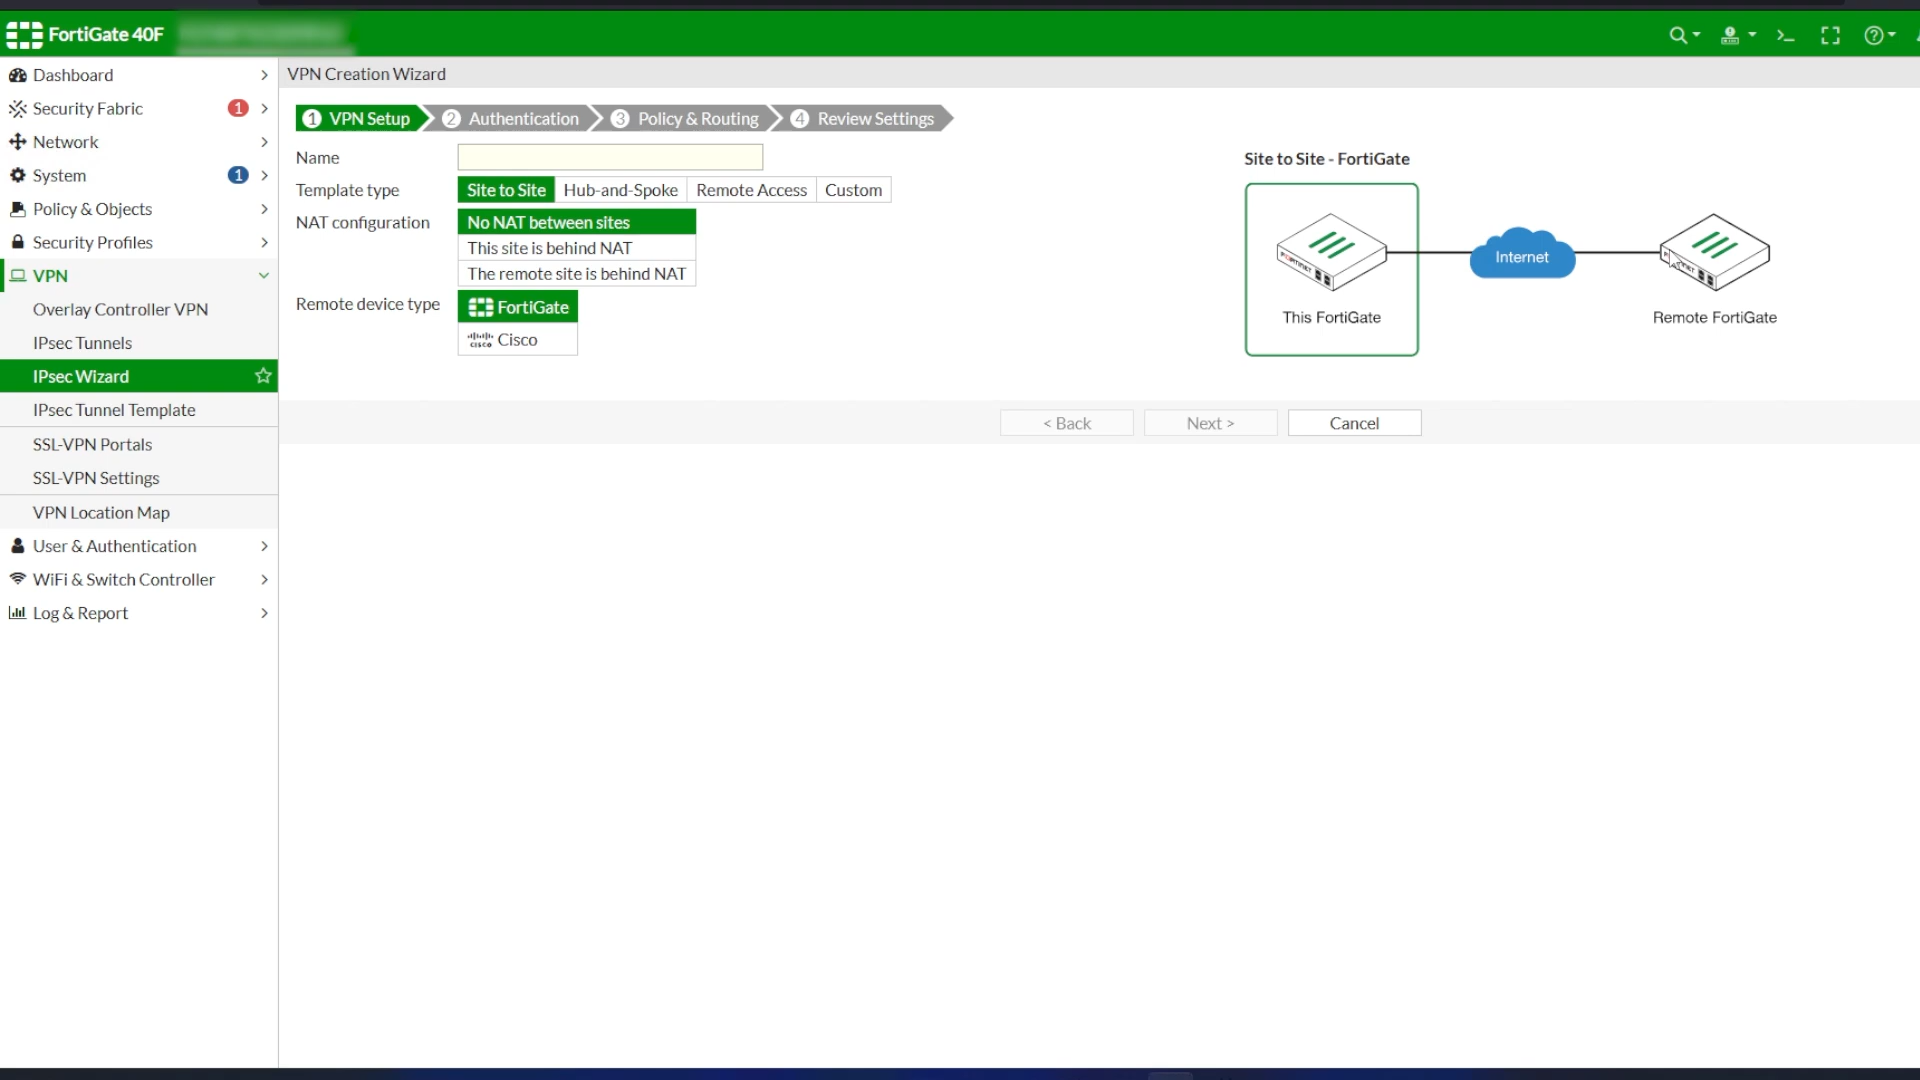 FortiGate 40F
Dashboard
Security Fabric 1
Network
System 1
Policy & Objects
Security Profiles
VPN
Overlay Controller VPN
IPsec Tunnels
IPsec Wizard
IPsec Tunnel Template
SSL-VPN Portals
SSL-VPN Settings
VPN Location Map
User & Authentication
WiFi & Switch Controller
Log & Report
VPN Creation Wizard
1 VPN Setup 2 Authentication 3 Policy & Routing 4 Review Settings
Name
Template type Site to Site Hub-and-Spoke Remote Access Custom
NAT configuration No NAT between sites
This site is behind NAT
The remote site is behind NAT
Remote device type FortiGate
CISCO Cisco
Site to Site - FortiGate
FORTINET
Internet
This FortiGate
Remote FortiGate
< Back Next > Cancel